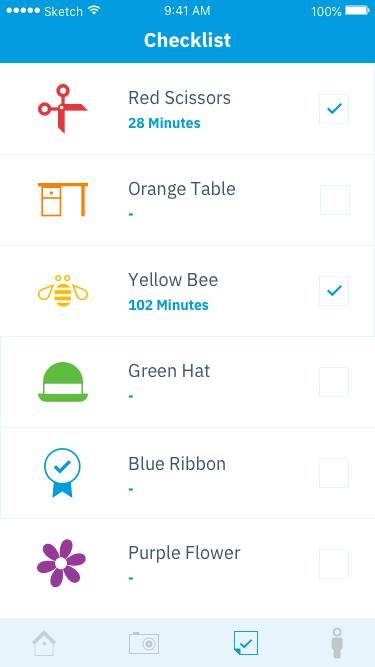 Sketch 9:41 AM 100%
Checklist
Red Scissors
28 Minutes
Orange Table
-
Yellow Bee
102 Minutes
Green Hat
-
Blue Ribbon
-
Purple Flower
-